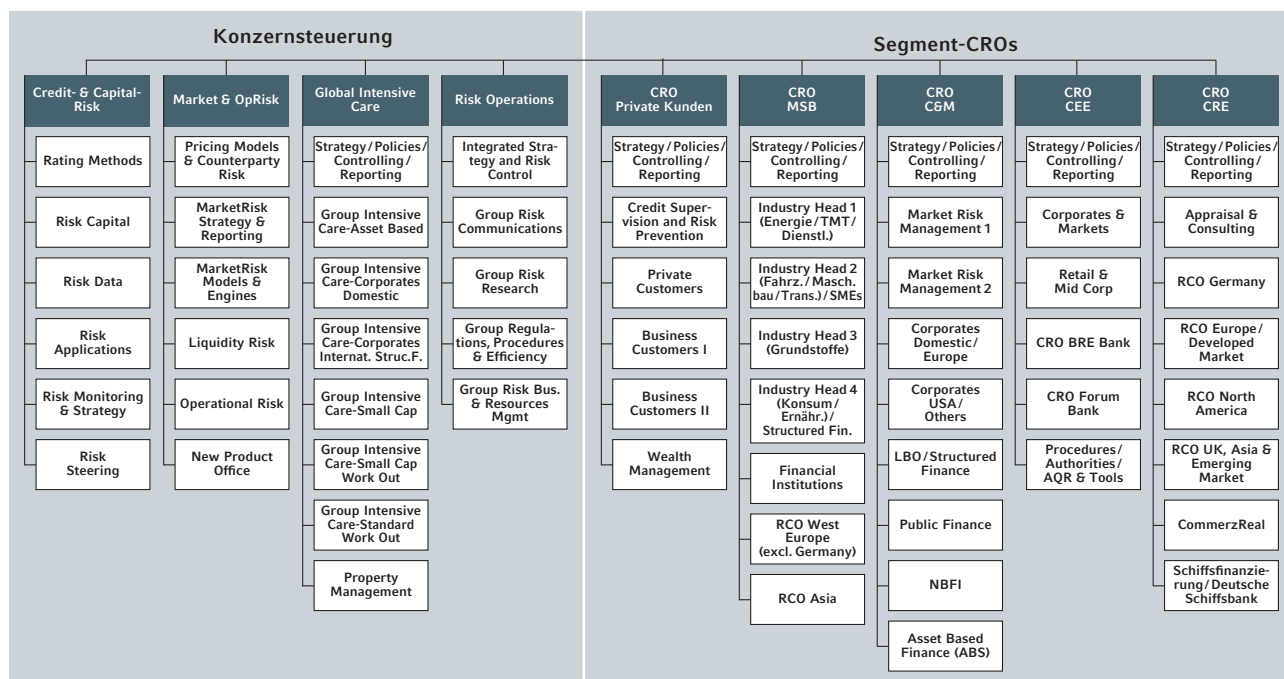 Konzernsteuerung
Credit- & Capital-
Risk
Rating Methods
Risk Capital
Risk Data
Risk
Applications
Risk Monitoring
& Strategy
Risk
Steering
Market & OpRisk
Pricing Models
& Counterparty
Risk
MarketRisk
Strategy &
Reporting
MarketRisk
Models &
Engines
Liquidity Risk
Operational Risk
New Product
Office
Global Intensive
Care
Strategy/Policies/
Controlling/
Reporting
Group Intensive
Care-Asset Based
Group Intensive
Care-Corporates
Domestic
Group Intensive
Care-Corporates
Internat. Struc.F.
Group Intensive
Care-Small Cap
Group Intensive
Care-Small Cap
Work Out
Group Intensive
Care-Standard
Work Out
Property
Management
Risk Operations
Integrated Stra-
tegy and Risk
Control
Group Risk
Communications
Group Risk
Research
Group Regula-
tions, Procedures
& Efficiency
Group Risk Bus.
& Resources
Mgmt
Segment-CROs
CRO
Private Kunden
Strategy/Policies/
Controlling/
Reporting
Credit Super-
vision and Risk
Prevention
Private
Customers
Business
Customers I
Business
Customers II
Wealth
Management
CRO
MSB
Strategy/Policies/
Controlling/
Reporting
Industry Head 1
(Energie/TMT/
Dienstl.)
Industry Head 2
(Fahrz./Masch.
bau/Trans.)/SMEs
Industry Head 3
(Grundstoffe)
Industry Head 4
(Konsum/
Ernähr.)/
Structured Fin.
Financial
Institutions
RCO West
Europe
(excl. Germany)
RCO Asia
CRO
C&M
Strategy/Policies/
Controlling/
Reporting
Market Risk
Management 1
Market Risk
Management 2
Corporates
Domestic/
Europe
Corporates
USA/
Others
LBO/Structured
Finance
Public Finance
NBFI
Asset Based
Finance (ABS)
CRO
CEE
Strategy/Policies/
Controlling/
Reporting
Corporates &
Markets
Retail &
Mid Corp
CRO BRE Bank
CRO Forum
Bank
Procedures/
Authorities/
AQR & Tools
CRO
CRE
Strategy/Policies/
Controlling/
Reporting
Appraisal &
Consulting
RCO Germany
RCO Europe/
Developed
Market
RCO North
America
RCO UK, Asia &
Emerging
Market
CommerzReal
Schiffsfinanzie-
rung/Deutsche
Schiffsbank